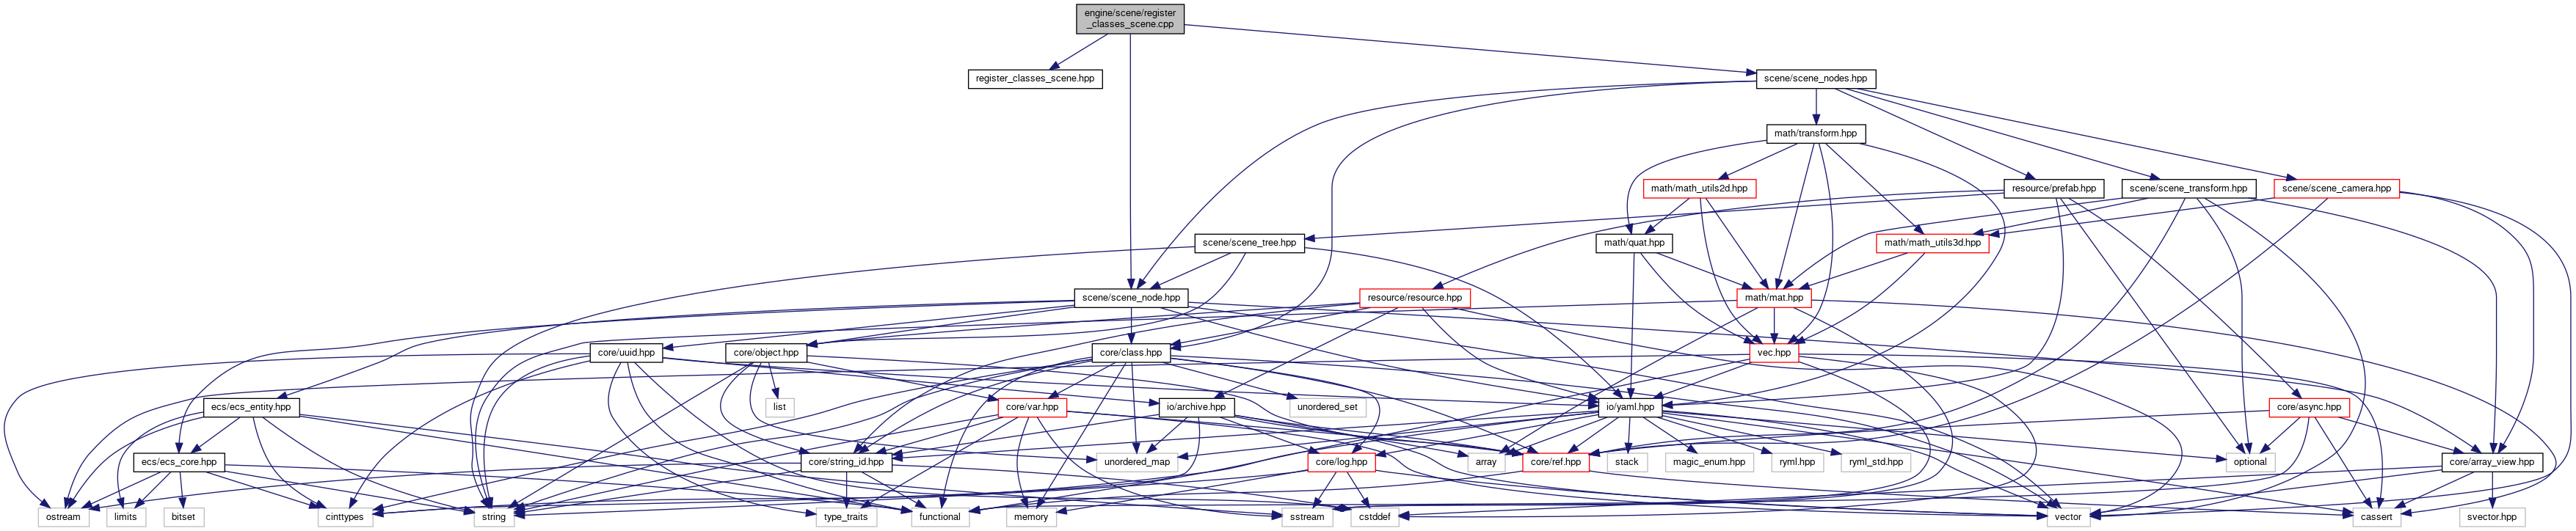 engine/scene/register
_classes_scene.cpp
register_classes_scene.hpp
scene/scene_nodes.hpp
math/transform.hpp
math/math_utils2d.hpp
resource/prefab.hpp
scene/scene_transform.hpp
scene/scene_camera.hpp
scene/scene_tree.hpp
math/quat.hpp
math/math_utils3d.hpp
scene/scene_node.hpp
resource/resource.hpp
math/mat.hpp
core/uuid.hpp
core/object.hpp
core/class.hpp
vec.hpp
ecs/ecs_entity.hpp
list
core/var.hpp
io/archive.hpp
unordered_set
io/yaml.hpp
core/async.hpp
ecs/ecs_core.hpp
core/string_id.hpp
unordered_map
core/log.hpp
array
core/ref.hpp
stack
magic_enum.hpp
ryml.hpp
ryml_std.hpp
optional
core/array_view.hpp
ostream
limits
bitset
cinttypes
string
type_traits
functional
memory
sstream
cstddef
vector
cassert
svector.hpp